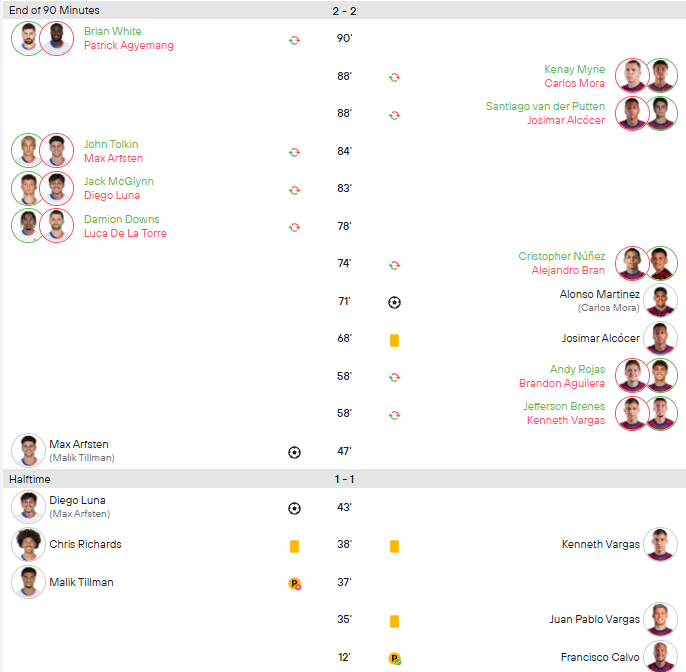 End of 90 Minutes 2 - 2
Brian White
Patrick Agyemang
90'
88'
Kenay Myrie
Carlos Mora
88'
Santiago van der Putten
Josimar Alcócer
John Tolkin
Max Arfsten
84'
Jack McGlynn
Diego Luna
83'
Damion Downs
Luca De La Torre
78'
74'
Cristopher Núñez
Alejandro Bran
71'
Alonso Martinez
(Carlos Mora)
68'
Josimar Alcócer
58'
Andy Rojas
Brandon Aguilera
58'
Jefferson Brenes
Kenneth Vargas
Max Arfsten
(Malik Tillman)
47'
Halftime 1 - 1
Diego Luna
(Max Arfsten)
43'
Chris Richards 38' Kenneth Vargas
Malik Tillman P 37'
35' Juan Pablo Vargas
12' P Francisco Calvo